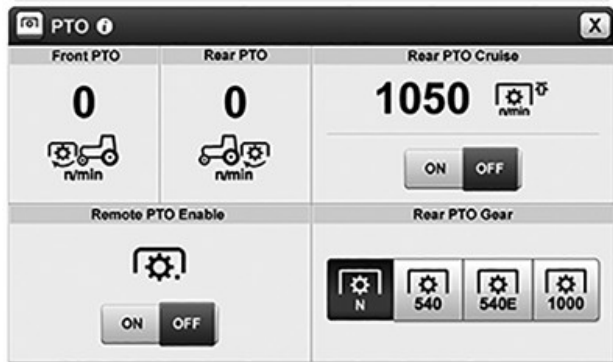 PTO i X
Front PTO
Rear PTO
Rear PTO Cruise
0
0
1050 n/min
n/min
n/min
ON OFF
Remote PTO Enable
Rear PTO Gear
ON OFF
N 540 540E 1000